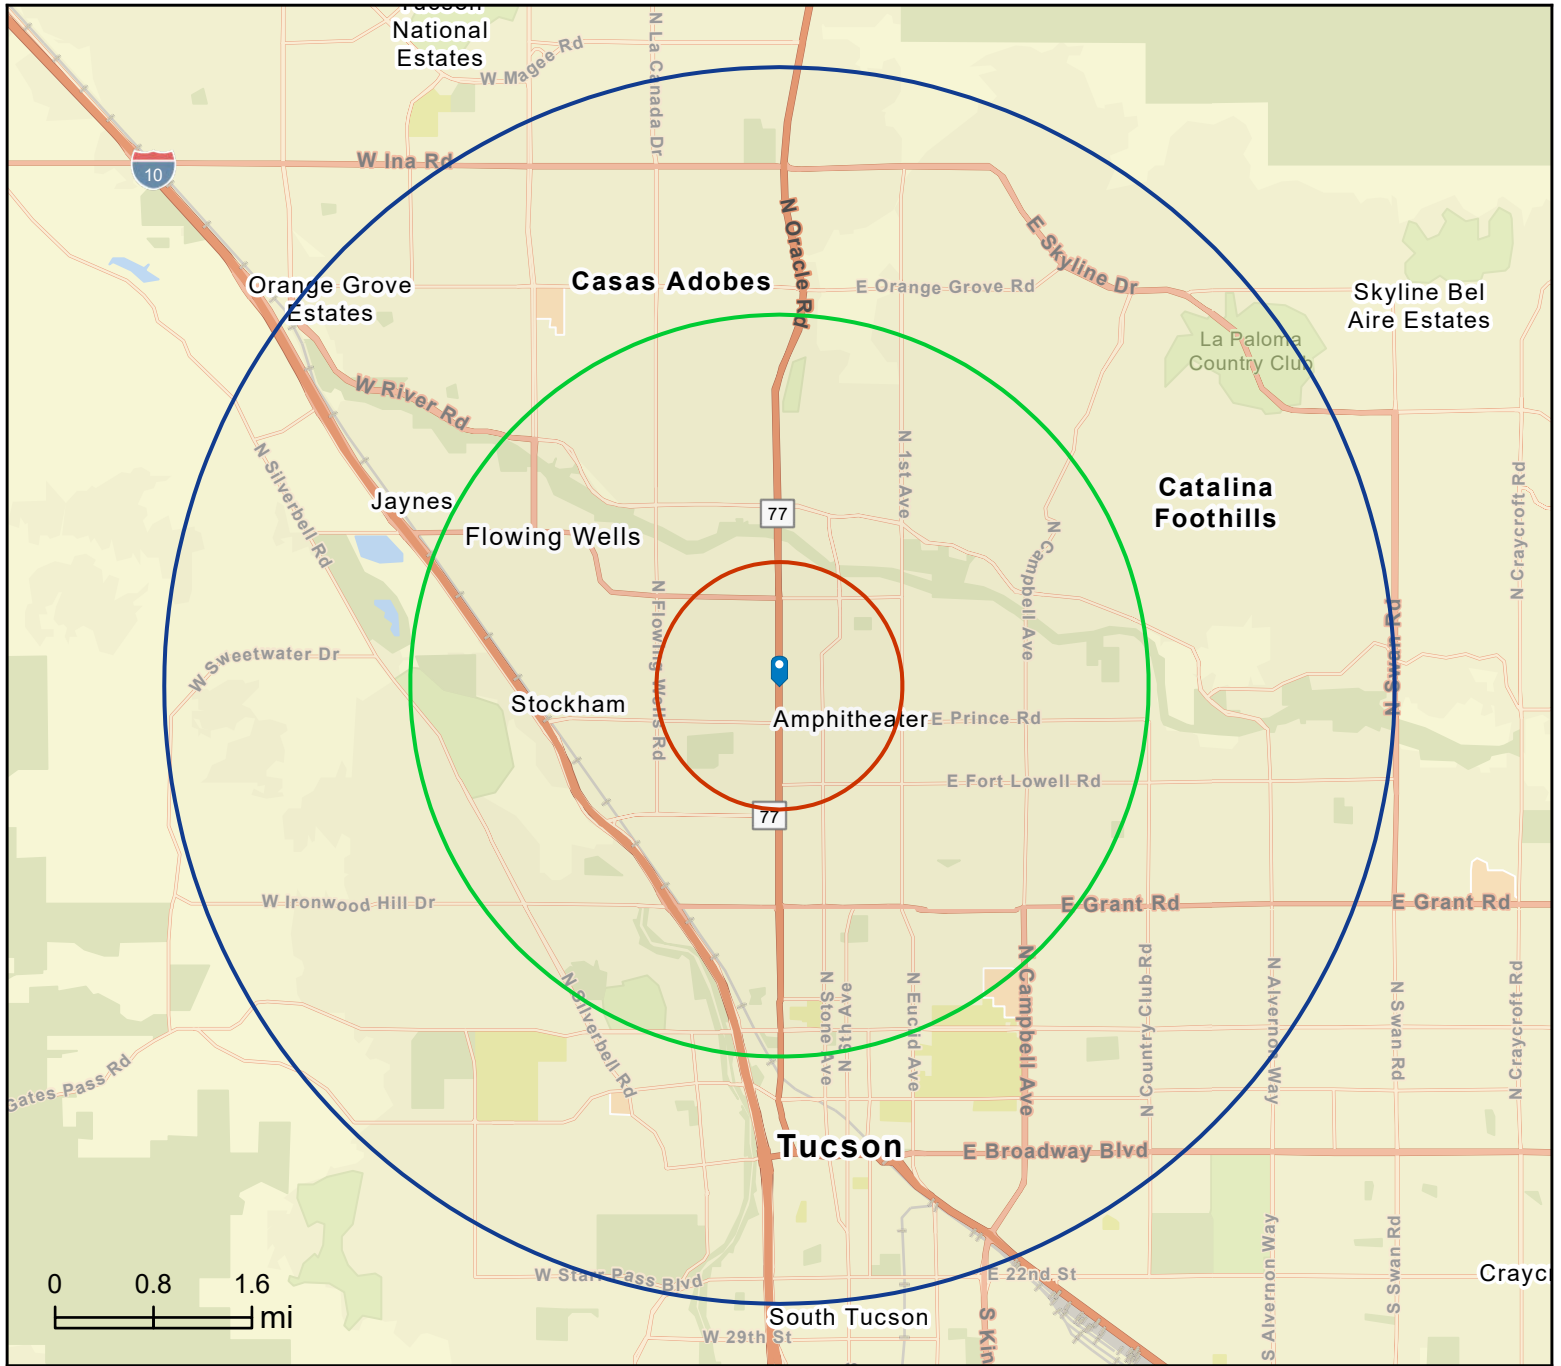 Tucson
National
Estates
W Magee Rd
N La Canada Dr
W Ina Rd
10
N Oracle Rd
E Skyline Dr
Orange Grove
Estates
Casas Adobes
E Orange Grove Rd
Skyline Bel
Aire Estates
La Paloma
Country Club
W River Rd
N Silverbell Rd
N 1st Ave
Jaynes
Catalina
Foothills
N Craycroft Rd
77
Flowing Wells
N Campbell Ave
N Flowing Wells Rd
N Swan Rd
W Sweetwater Dr
Stockham
Amphitheater
E Prince Rd
E Fort Lowell Rd
77
W Ironwood Hill Dr
E Grant Rd
E Grant Rd
N Silverbell Rd
N Stone Ave
N 6th Ave
N Euclid Ave
N Campbell Ave
N Country Club Rd
N Alvernon Way
N Swan Rd
N Craycroft Rd
Gates Pass Rd
Tucson
E Broadway Blvd
W Starr Pass Blvd
E 22nd St
S Alvernon Way
S Swan Rd
Craycr
0 0.8 1.6
mi
South Tucson
W 29th St
S Kin